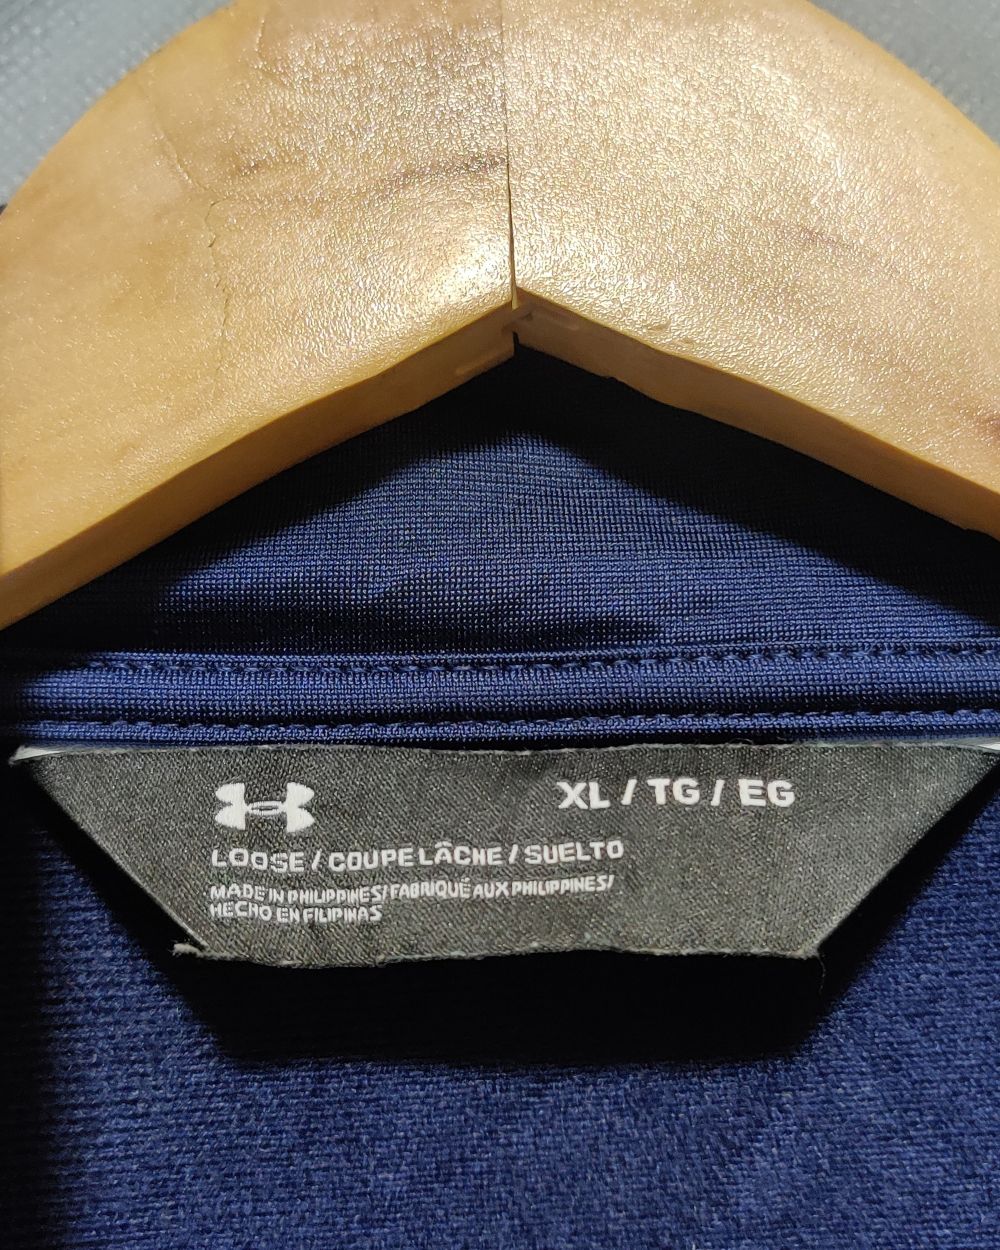 XL / TG / EG
LOOSE / COUPE LÂCHE / SUELTO
MADE IN PHILIPPINES/FABRIQUÉ AUX PHILIPPINES/
HECHO EN FILIPINAS